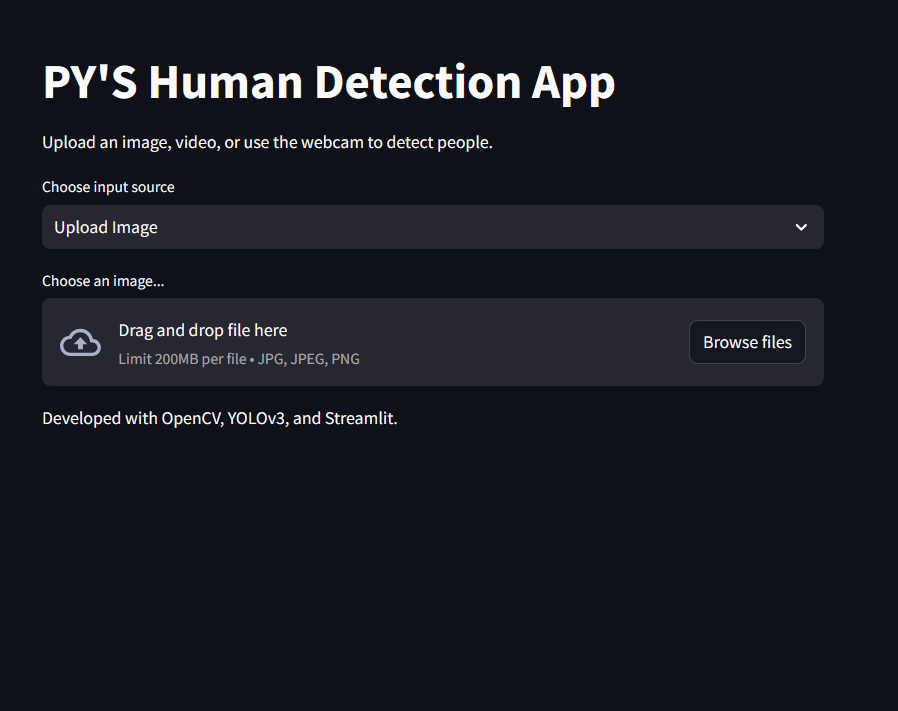 PY'S Human Detection App
Upload an image, video, or use the webcam to detect people.
Choose input source
Upload Image
Choose an image...
Drag and drop file here
Limit 200MB per file • JPG, JPEG, PNG
Browse files
Developed with OpenCV, YOLOv3, and Streamlit.